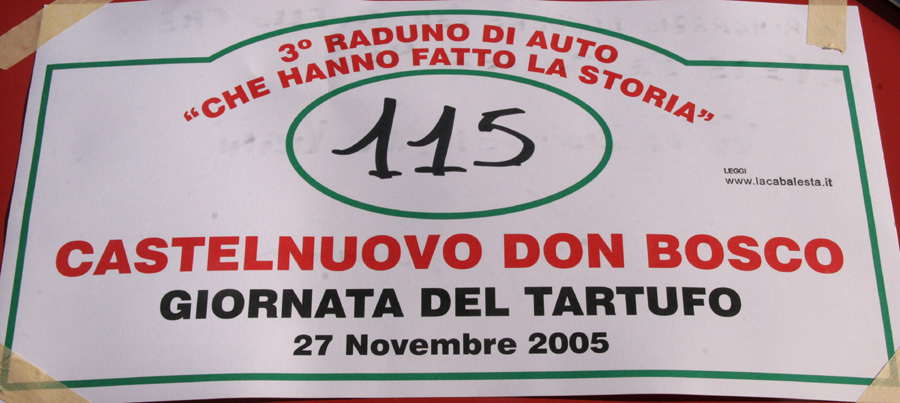 3º RADUNO DI AUTO
"CHE HANNO FATTO LA STORIA"
115
LEGGI
www.lacabalesta.it
CASTELNUOVO DON BOSCO
GIORNATA DEL TARTUFO
27 Novembre 2005